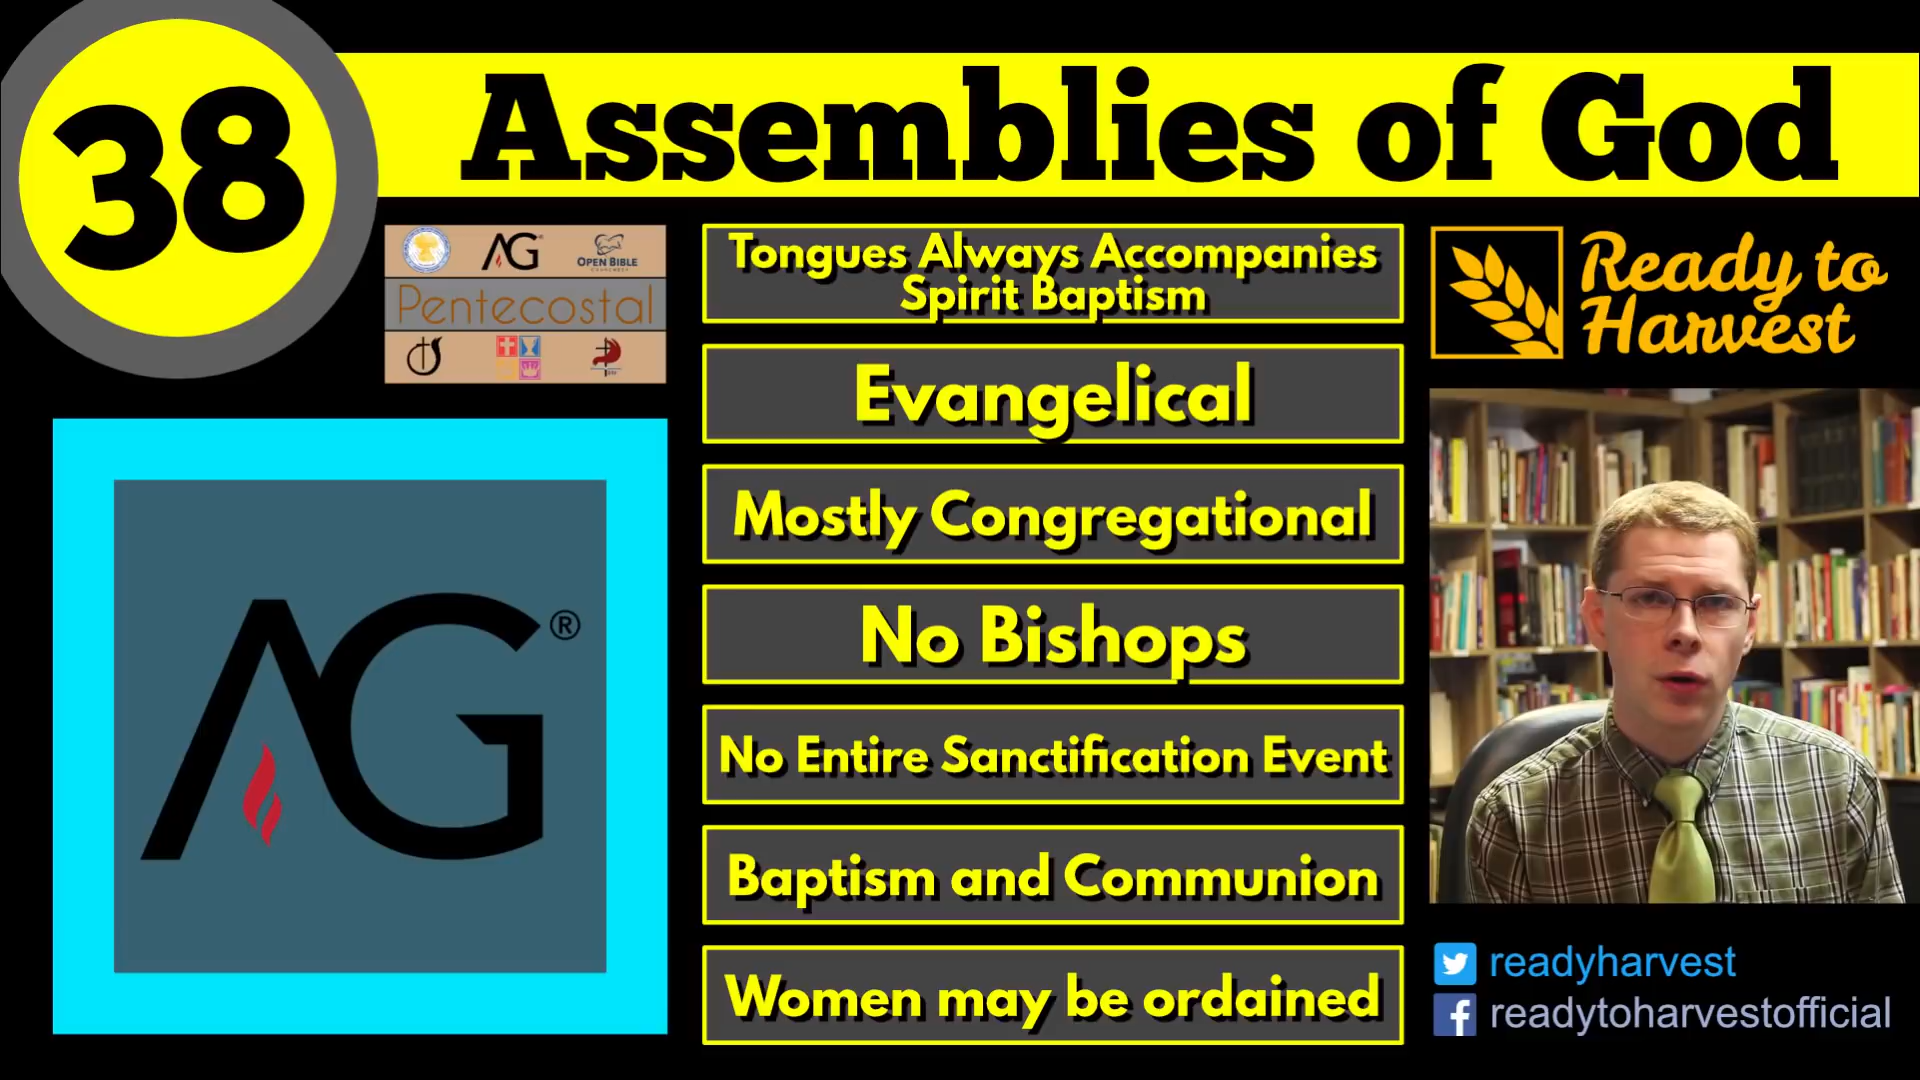 38
Assemblies of God
AG
OPEN BIBLE
Pentecostal
AG®
Tongues Always Accompanies
Spirit Baptism
Evangelical
Mostly Congregational
No Bishops
No Entire Sanctification Event
Baptism and Communion
Women may be ordained
Ready to
Harvest
readyharvest
readytoharvestofficial